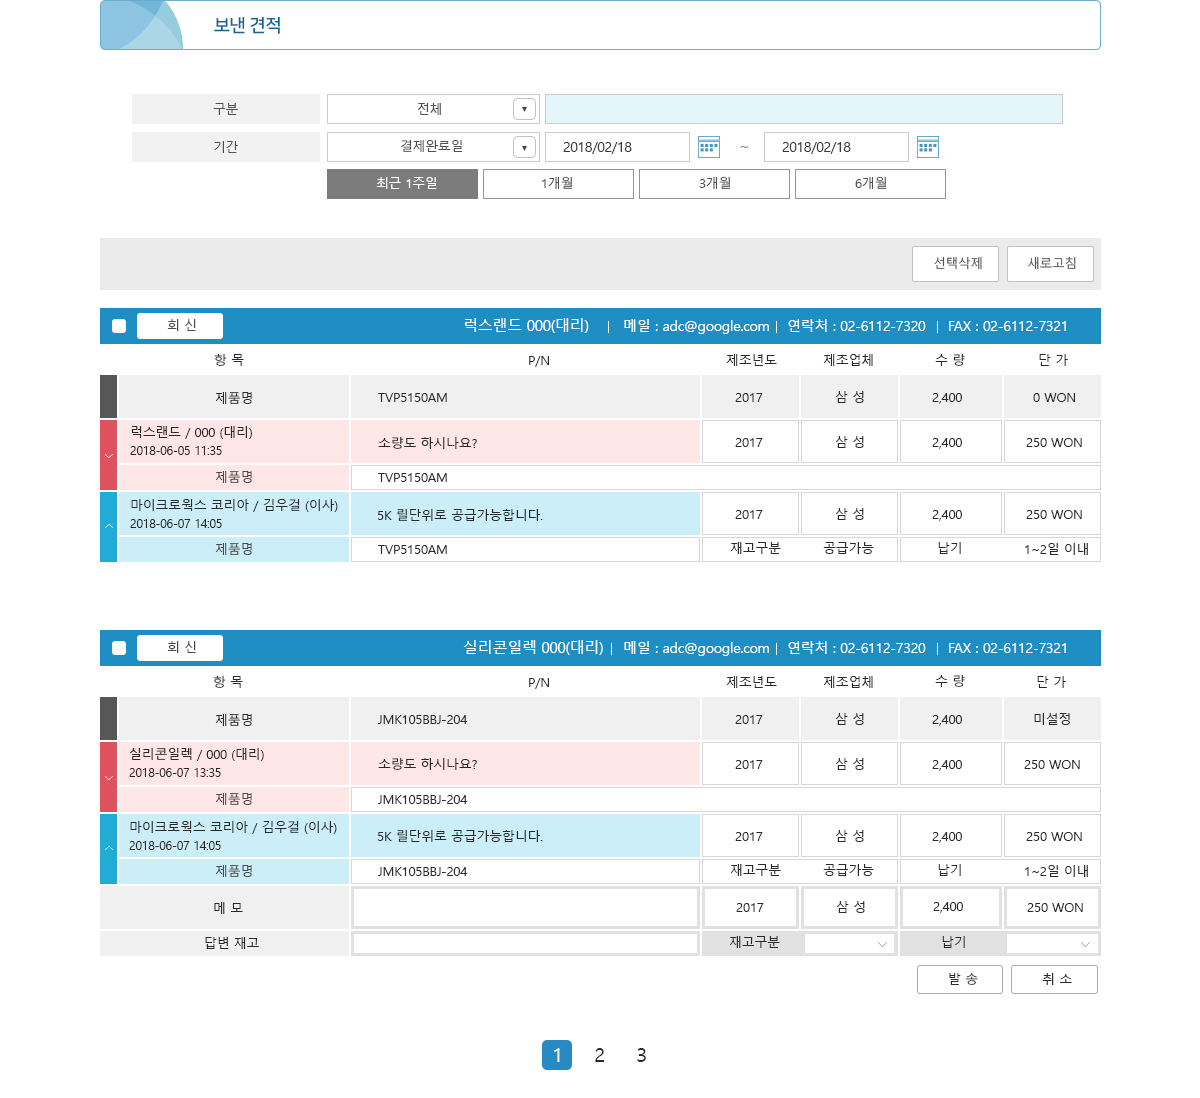 보낸 견적
구분 전체
기간 결제완료일 2018/02/18 ~ 2018/02/18
최근 1주일 1개월 3개월 6개월
선택삭제 새로고침
회 신 럭스랜드 000(대리) | 메일 : adc@google.com | 연락처 : 02-6112-7320 | FAX : 02-6112-7321
항 목 P/N 제조년도 제조업체 수 량 단 가
제품명 TVP5150AM 2017 삼 성 2,400 0 WON
럭스랜드 / 000 (대리)
2018-06-05 11:35
소량도 하시나요? 2017 삼 성 2,400 250 WON
제품명 TVP5150AM
마이크로웍스 코리아 / 김우걸 (이사)
2018-06-07 14:05
5K 릴단위로 공급가능합니다. 2017 삼 성 2,400 250 WON
제품명 TVP5150AM 재고구분 공급가능 납기 1~2일 이내
회 신 실리콘일렉 000(대리) | 메일 : adc@google.com | 연락처 : 02-6112-7320 | FAX : 02-6112-7321
항 목 P/N 제조년도 제조업체 수 량 단 가
제품명 JMK105BBJ-204 2017 삼 성 2,400 미설정
실리콘일렉 / 000 (대리)
2018-06-07 13:35
소량도 하시나요? 2017 삼 성 2,400 250 WON
제품명 JMK105BBJ-204
마이크로웍스 코리아 / 김우걸 (이사)
2018-06-07 14:05
5K 릴단위로 공급가능합니다. 2017 삼 성 2,400 250 WON
제품명 JMK105BBJ-204 재고구분 공급가능 납기 1~2일 이내
메 모 2017 삼 성 2,400 250 WON
답변 재고 재고구분 납기
발 송 취 소
1 2 3